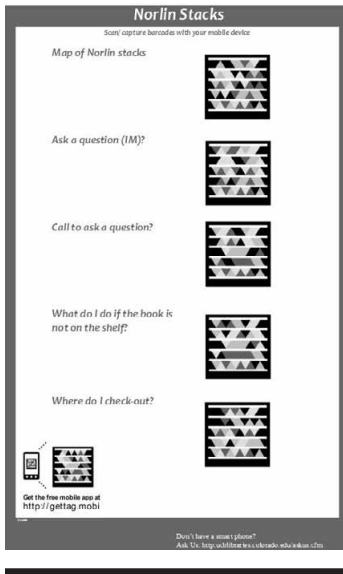 Norlin Stacks
Scan/ capture barcodes with your mobile device
Map of Norlin stacks
Ask a question (IM)?
Call to ask a question?
What do I do if the book is
not on the shelf?
Where do I check-out?
Get the free mobile app at
http://gettag.mobi
Don't have a smart phone?
Ask Us: